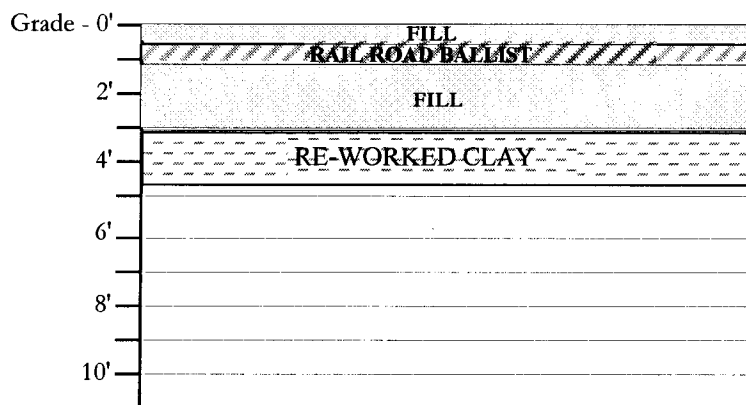 Grade - 0'
FILL
RAIL ROAD BALLIST
2'
FILL
4'
RE-WORKED CLAY
6'
8'
10'